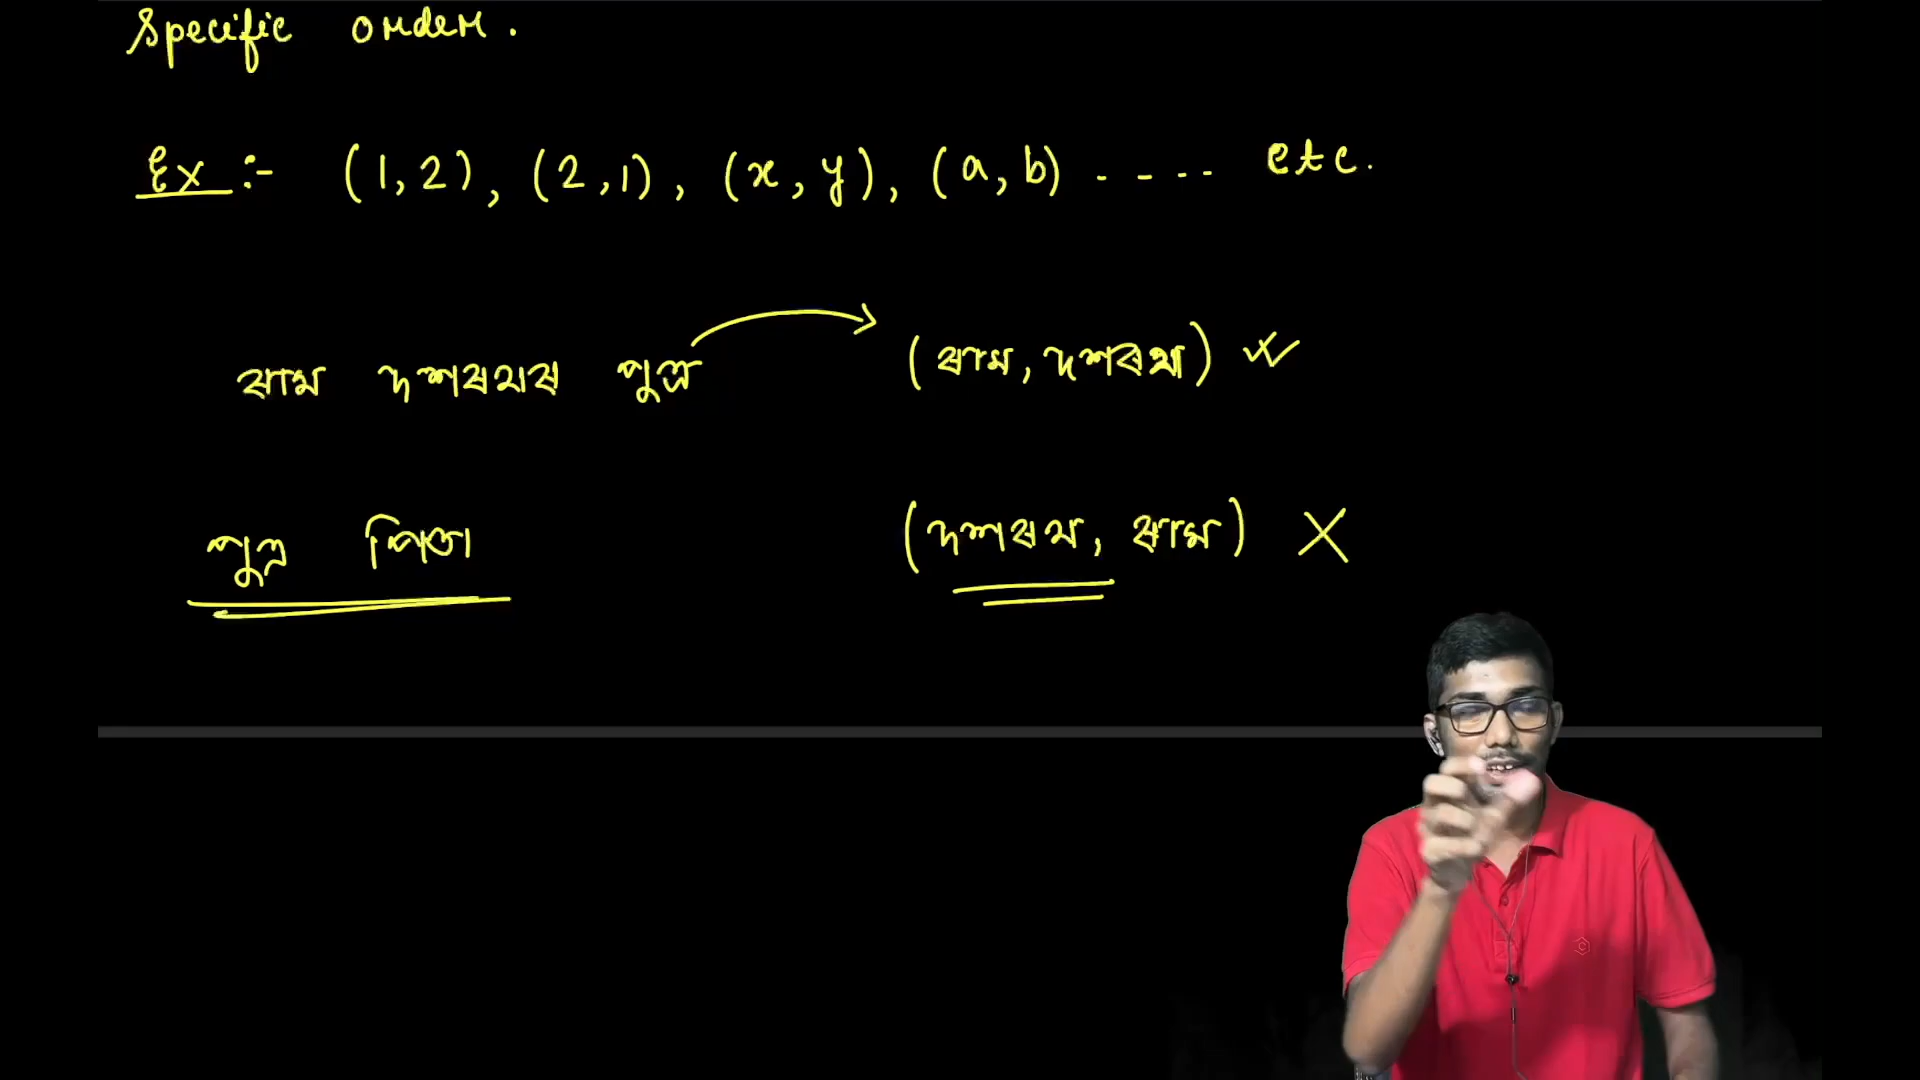 Specific order.
Ex :- (1,2), (2,1), (x, y), (a, b) - - - - etc.
ৰাম দশৰথৰ পুত্ৰ (ৰাম, দশৰথ)
পুত্ৰ পিতা (দশৰথ, ৰাম) X